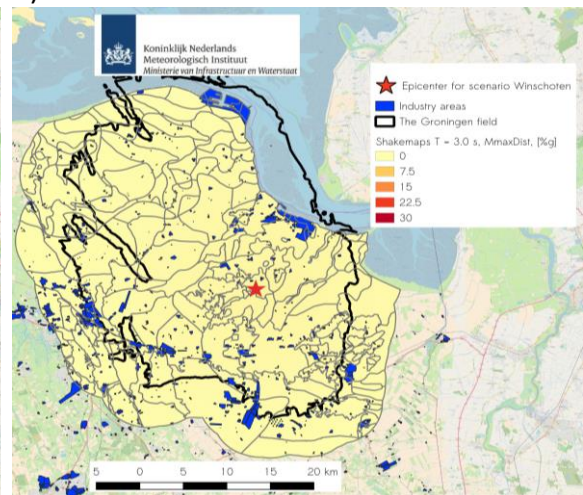 Koninklijk Nederlands
Meteorologisch Instituut
Ministerie van Infrastructuur en Waterstaat
Epicenter for scenario Winschoten
Industry areas
The Groningen field
Shakemaps T = 3.0 s, MmaxDist, [%g]
0
7.5
15
22.5
30
5 0 5 10 15 20 km